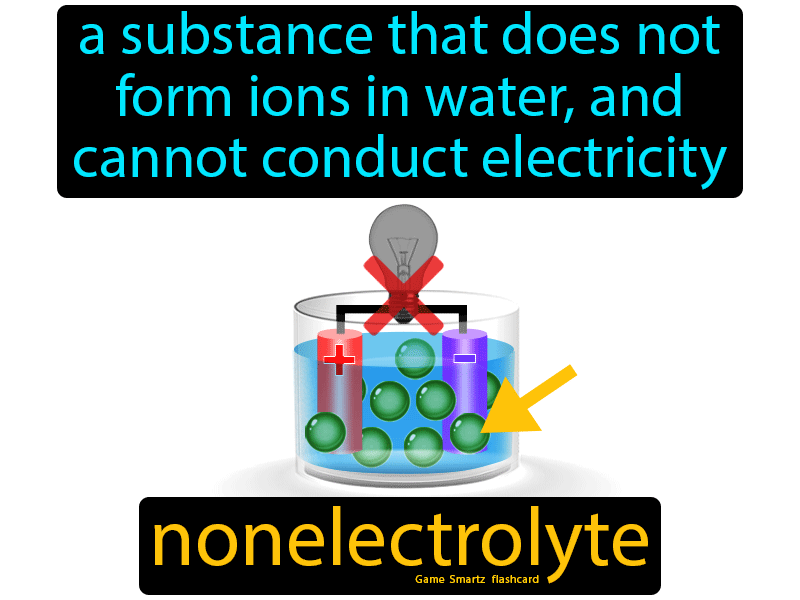 a substance that does not
form ions in water, and
cannot conduct electricity
+
-
nonelectrolyte
Game Smartz flashcard